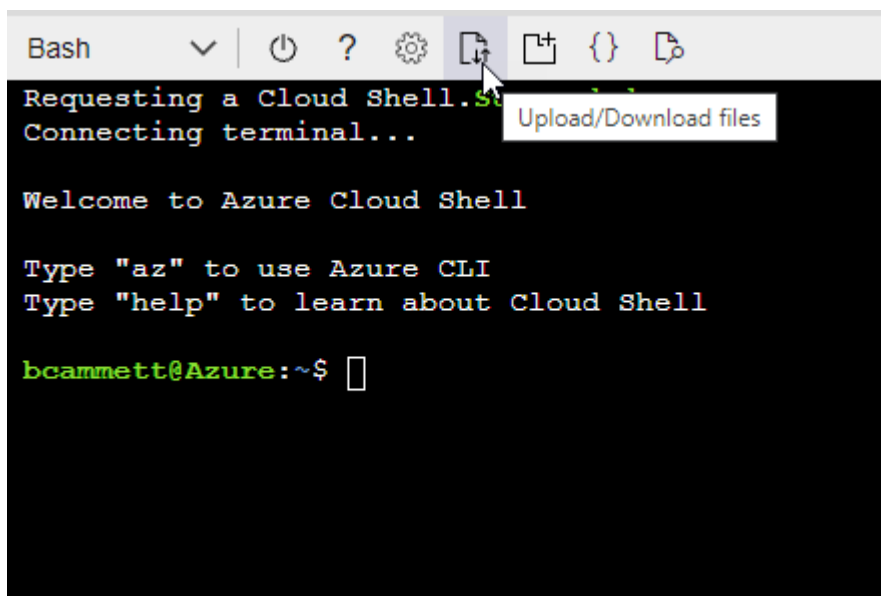 Bash
?
{}
Requesting a Cloud Shell.
Upload/Download files
Connecting terminal...
Welcome to Azure Cloud Shell
Type "az" to use Azure CLI
Type "help" to learn about Cloud Shell
bcammett@Azure:~$